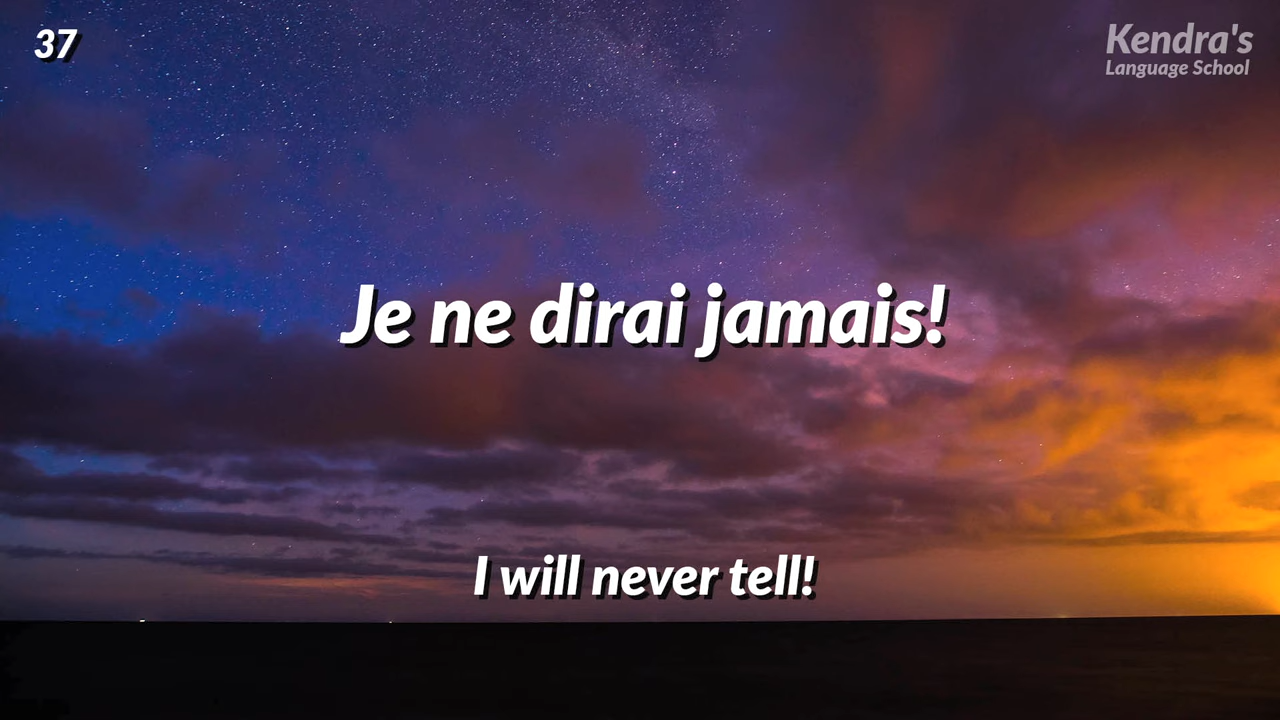 37
Kendra's
Language School
Je ne dirai jamais!
I will never tell!